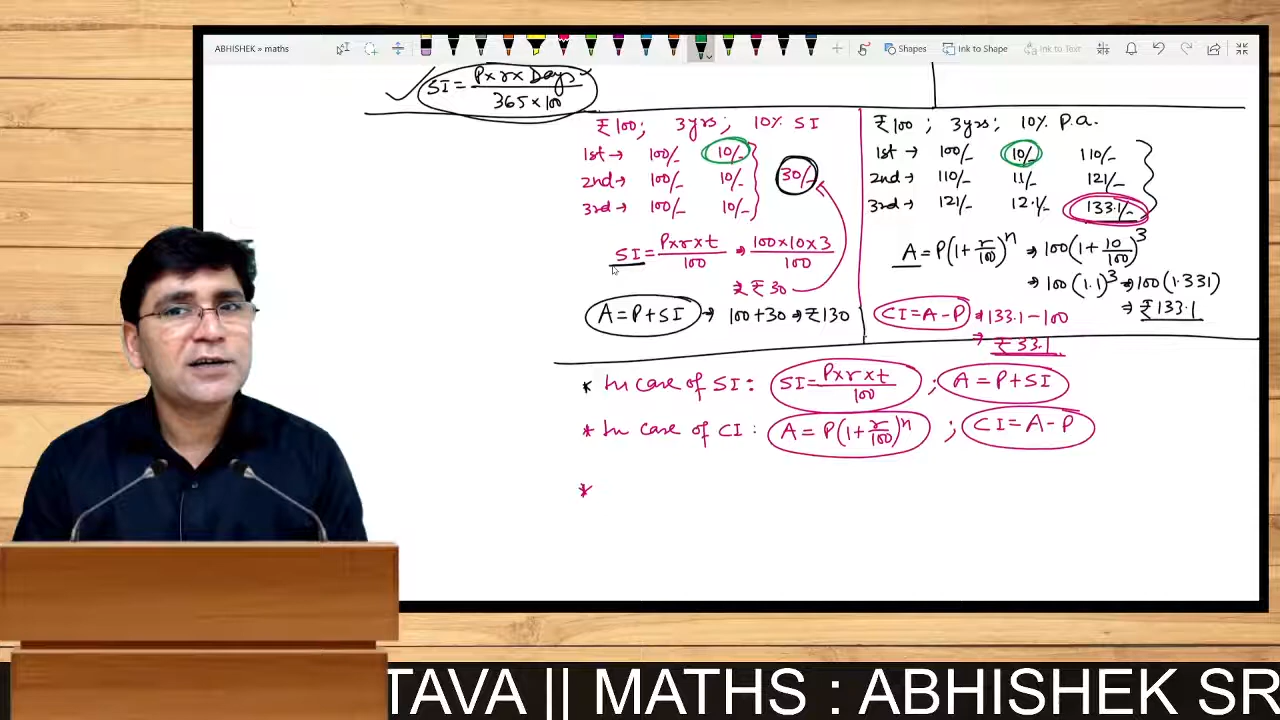 ABHISHEK » maths
Shapes
Ink to Shape
Ink to Text
SI = P×r×Days / 365×100
₹100; 3yrs; 10% SI
1st → 100/- 10/-
2nd → 100/- 10/-
3rd → 100/- 10/-
30/-
SI = P×r×t / 100 → 100×10×3 / 100
→ ₹30
A = P+SI → 100+30 → ₹130
₹100 ; 3yrs; 10% P.a.
1st → 100/- 10/- 110/-
2nd → 110/- 11/- 121/-
3rd → 121/- 12.1/- 133.1/-
A = P(1+r/100)^n → 100(1+10/100)^3
→ 100(1.1)^3 → 100(1.331)
→ ₹133.1
CI = A-P → 133.1-100
→ ₹33.1
* In case of SI: SI = P×r×t / 100 ; A = P+SI
* In case of CI: A = P(1+r/100)^n ; CI = A-P
*
TAVA || MATHS : ABHISHEK SR